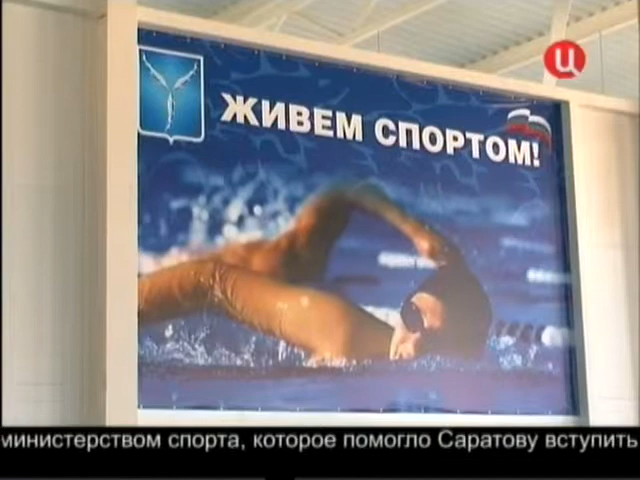 ц
ЖИВЕМ СПОРТОМ!
министерством спорта, которое помогло Саратову вступить